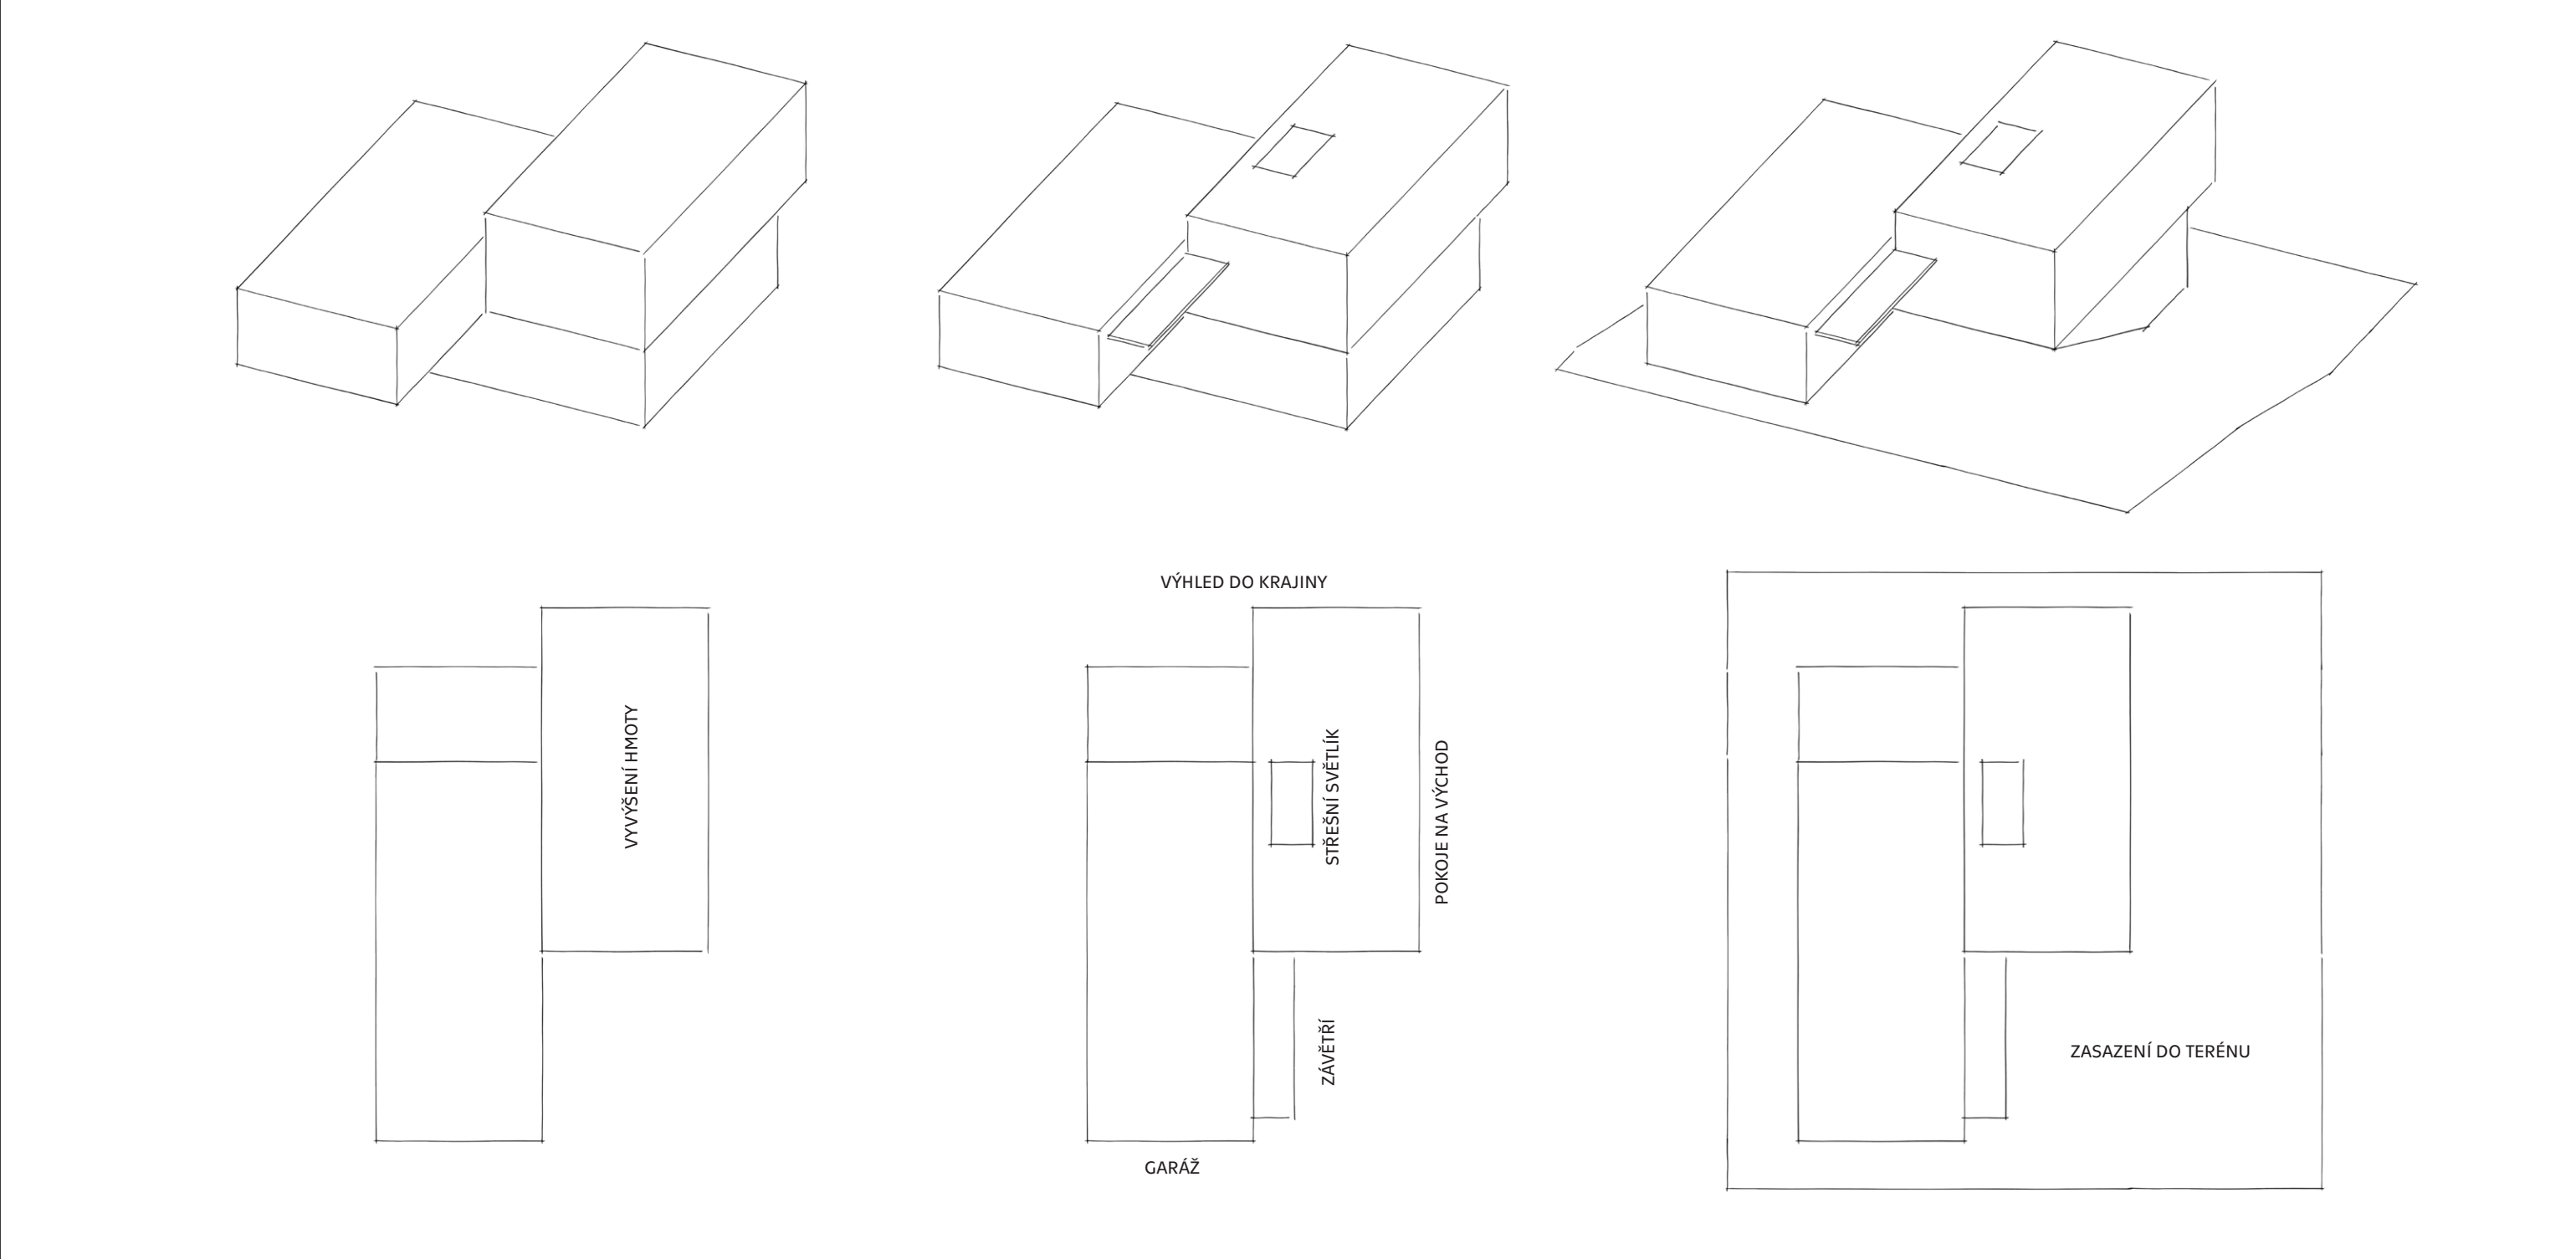 VÝHLED DO KRAJINY
VYVÝŠENÍ HMOTY
STŘEŠNÍ SVĚTLÍK
POKOJE NA VÝCHOD
ZÁVĚTŘÍ
GARÁŽ
ZASAZENÍ DO TERÉNU